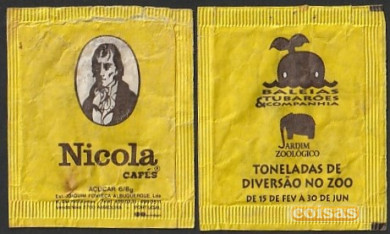 Nicola
CAFÉS
AÇÚCAR 6/8g
BALEIAS
TUBARÕES
& COMPANHIA
JARDIM
ZOOLÓGICO
TONELADAS DE
DIVERSÃO NO ZOO
DE 15 DE FEV A 30 DE JUN
coisas